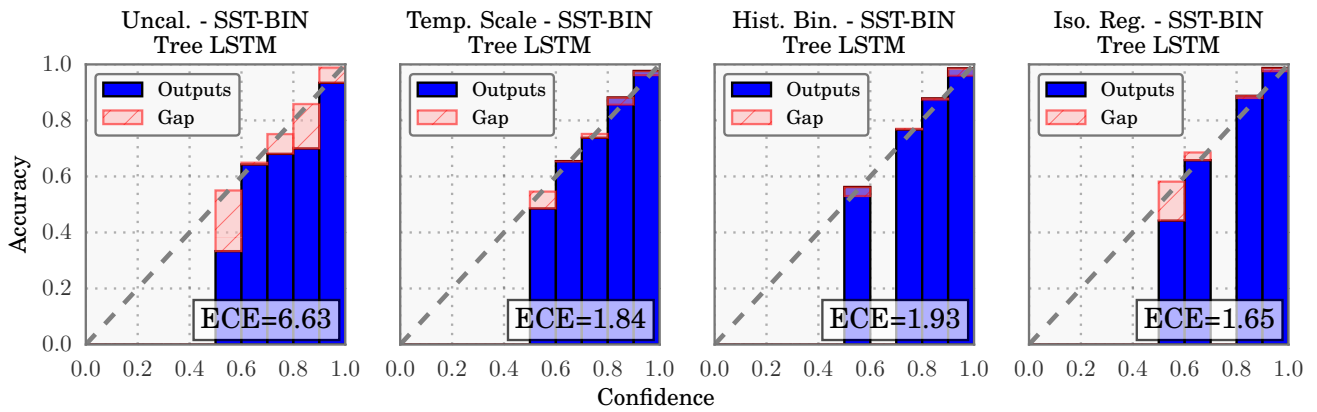 Uncal. - SST-BIN
Tree LSTM
Temp. Scale - SST-BIN
Tree LSTM
Hist. Bin. - SST-BIN
Tree LSTM
Iso. Reg. - SST-BIN
Tree LSTM
Accuracy
1.0
0.8
0.6
0.4
0.2
0.0
Outputs
Gap
ECE=6.63
0.0 0.2 0.4 0.6 0.8 1.0
Outputs
Gap
ECE=1.84
0.0 0.2 0.4 0.6 0.8 1.0
Outputs
Gap
ECE=1.93
0.0 0.2 0.4 0.6 0.8 1.0
Outputs
Gap
ECE=1.65
0.0 0.2 0.4 0.6 0.8 1.0
Confidence